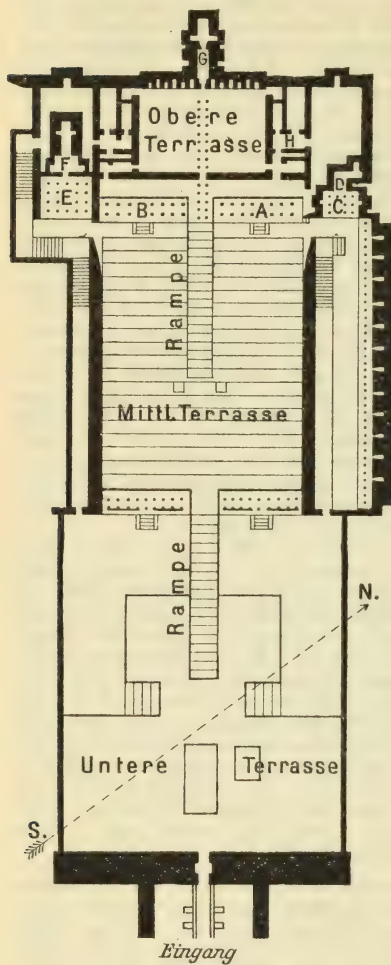 G
Obere
Terrasse
H
F
D
E
C
B
A
Rampe
Mittl. Terrasse
Rampe
N.
Untere Terrasse
S.
Eingang